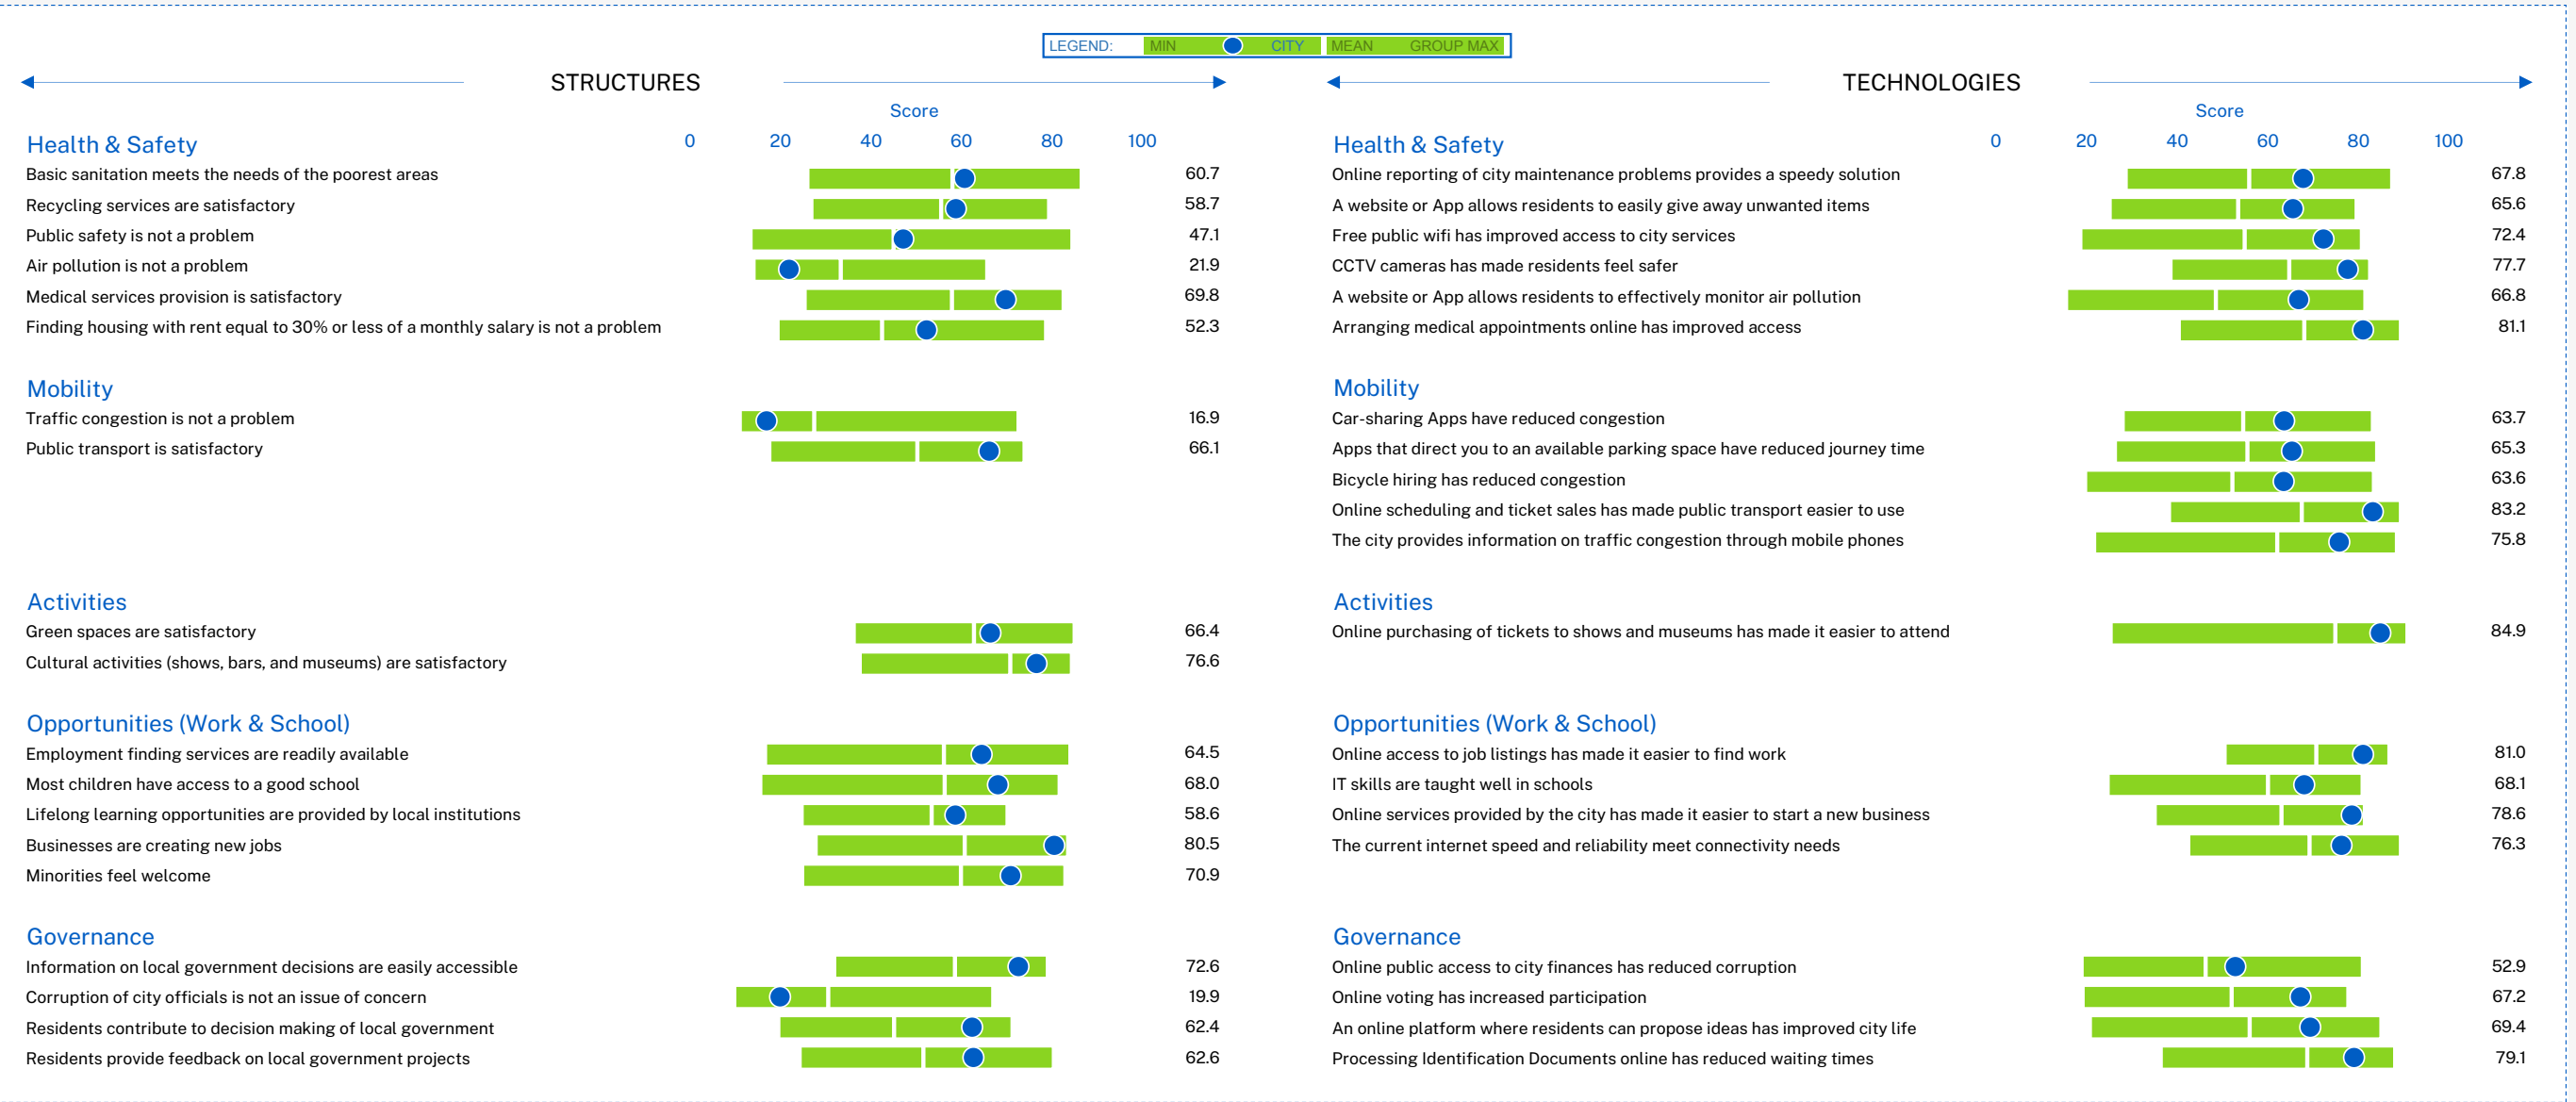 LEGEND: MIN CITY MEAN GROUP MAX
STRUCTURES
Score
0 20 40 60 80 100
Health & Safety
Basic sanitation meets the needs of the poorest areas 60.7
Recycling services are satisfactory 58.7
Public safety is not a problem 47.1
Air pollution is not a problem 21.9
Medical services provision is satisfactory 69.8
Finding housing with rent equal to 30% or less of a monthly salary is not a problem 52.3
Mobility
Traffic congestion is not a problem 16.9
Public transport is satisfactory 66.1
Activities
Green spaces are satisfactory 66.4
Cultural activities (shows, bars, and museums) are satisfactory 76.6
Opportunities (Work & School)
Employment finding services are readily available 64.5
Most children have access to a good school 68.0
Lifelong learning opportunities are provided by local institutions 58.6
Businesses are creating new jobs 80.5
Minorities feel welcome 70.9
Governance
Information on local government decisions are easily accessible 72.6
Corruption of city officials is not an issue of concern 19.9
Residents contribute to decision making of local government 62.4
Residents provide feedback on local government projects 62.6
TECHNOLOGIES
Score
0 20 40 60 80 100
Health & Safety
Online reporting of city maintenance problems provides a speedy solution 67.8
A website or App allows residents to easily give away unwanted items 65.6
Free public wifi has improved access to city services 72.4
CCTV cameras has made residents feel safer 77.7
A website or App allows residents to effectively monitor air pollution 66.8
Arranging medical appointments online has improved access 81.1
Mobility
Car-sharing Apps have reduced congestion 63.7
Apps that direct you to an available parking space have reduced journey time 65.3
Bicycle hiring has reduced congestion 63.6
Online scheduling and ticket sales has made public transport easier to use 83.2
The city provides information on traffic congestion through mobile phones 75.8
Activities
Online purchasing of tickets to shows and museums has made it easier to attend 84.9
Opportunities (Work & School)
Online access to job listings has made it easier to find work 81.0
IT skills are taught well in schools 68.1
Online services provided by the city has made it easier to start a new business 78.6
The current internet speed and reliability meet connectivity needs 76.3
Governance
Online public access to city finances has reduced corruption 52.9
Online voting has increased participation 67.2
An online platform where residents can propose ideas has improved city life 69.4
Processing Identification Documents online has reduced waiting times 79.1